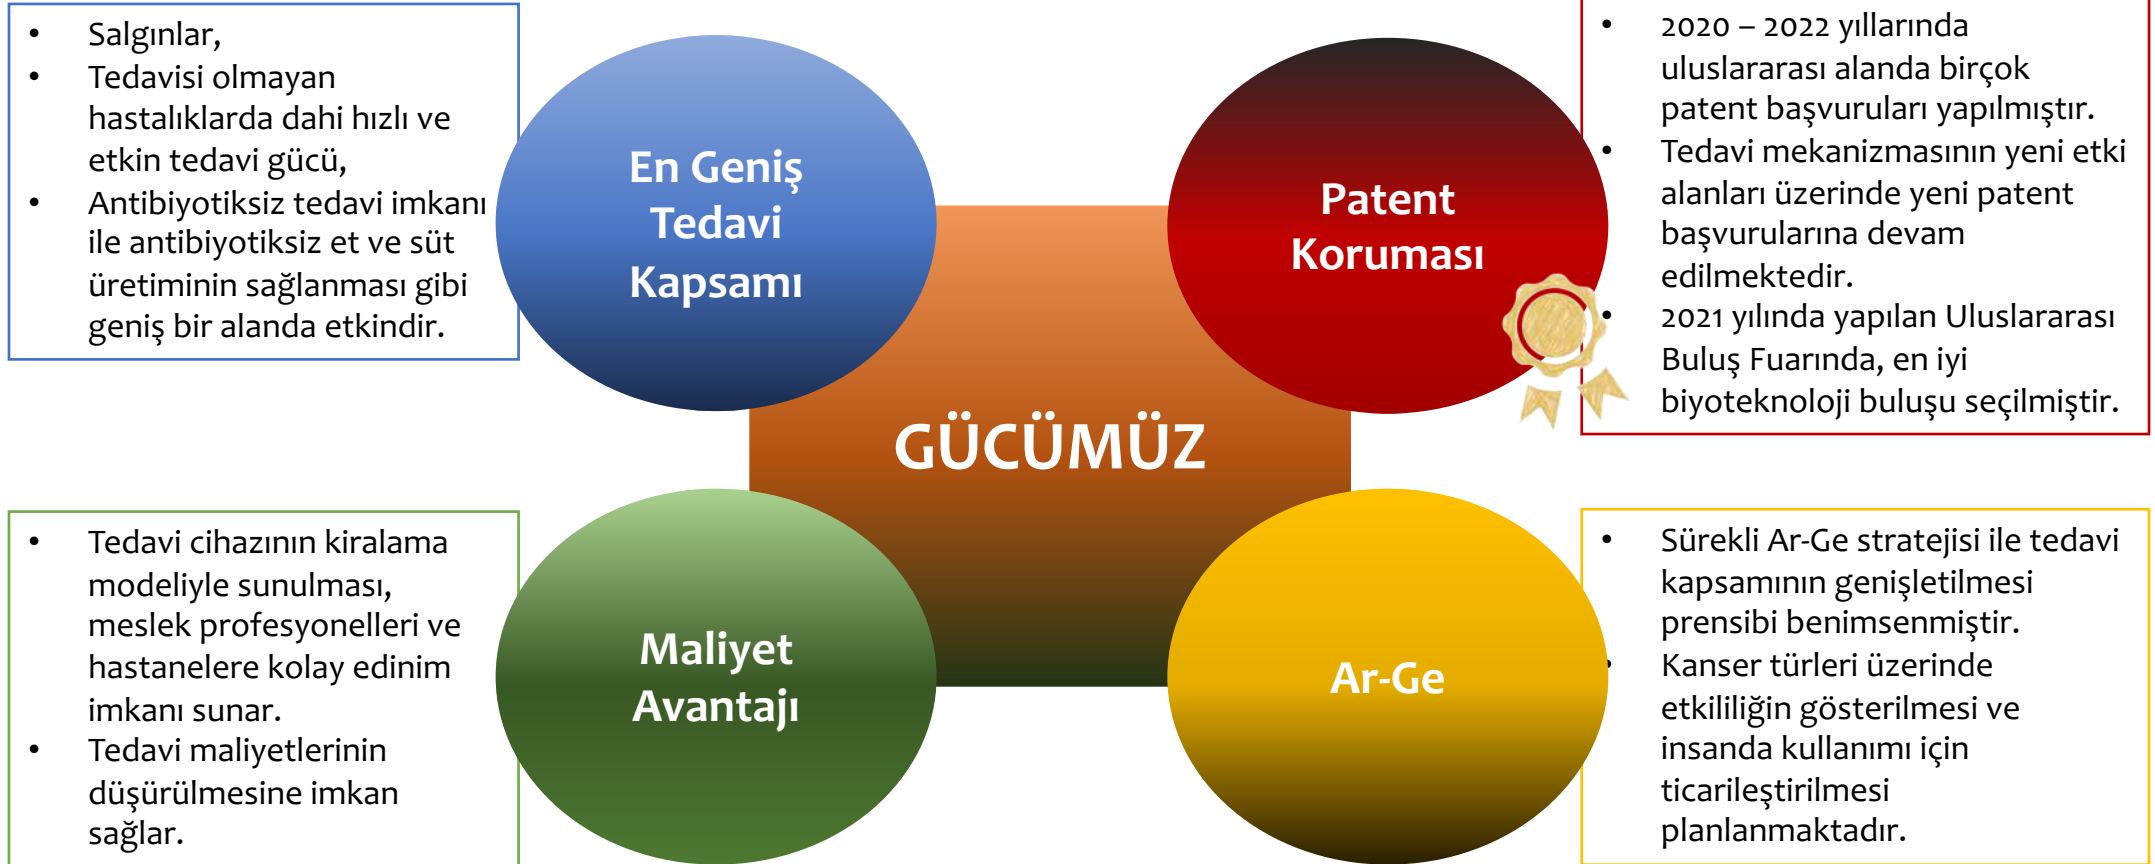 • Salgınlar,
• Tedavisi olmayan
hastalıklarda dahi hızlı ve
etkin tedavi gücü,
• Antibiyotiksiz tedavi imkanı
ile antibiyotiksiz et ve süt
üretiminin sağlanması gibi
geniş bir alanda etkindir.
En Geniş
Tedavi
Kapsamı
Patent
Koruması
• 2020 – 2022 yıllarında
uluslararası alanda birçok
patent başvuruları yapılmıştır.
• Tedavi mekanizmasının yeni etki
alanları üzerinde yeni patent
başvurularına devam
edilmektedir.
• 2021 yılında yapılan Uluslararası
Buluş Fuarında, en iyi
biyoteknoloji buluşu seçilmiştir.
GÜCÜMÜZ
• Tedavi cihazının kiralama
modeliyle sunulması,
meslek profesyonelleri ve
hastanelere kolay edinim
imkanı sunar.
• Tedavi maliyetlerinin
düşürülmesine imkan
sağlar.
Maliyet
Avantajı
Ar-Ge
• Sürekli Ar-Ge stratejisi ile tedavi
kapsamının genişletilmesi
prensibi benimsenmiştir.
• Kanser türleri üzerinde
etkililiğin gösterilmesi ve
insanda kullanımı için
ticarileştirilmesi
planlanmaktadır.